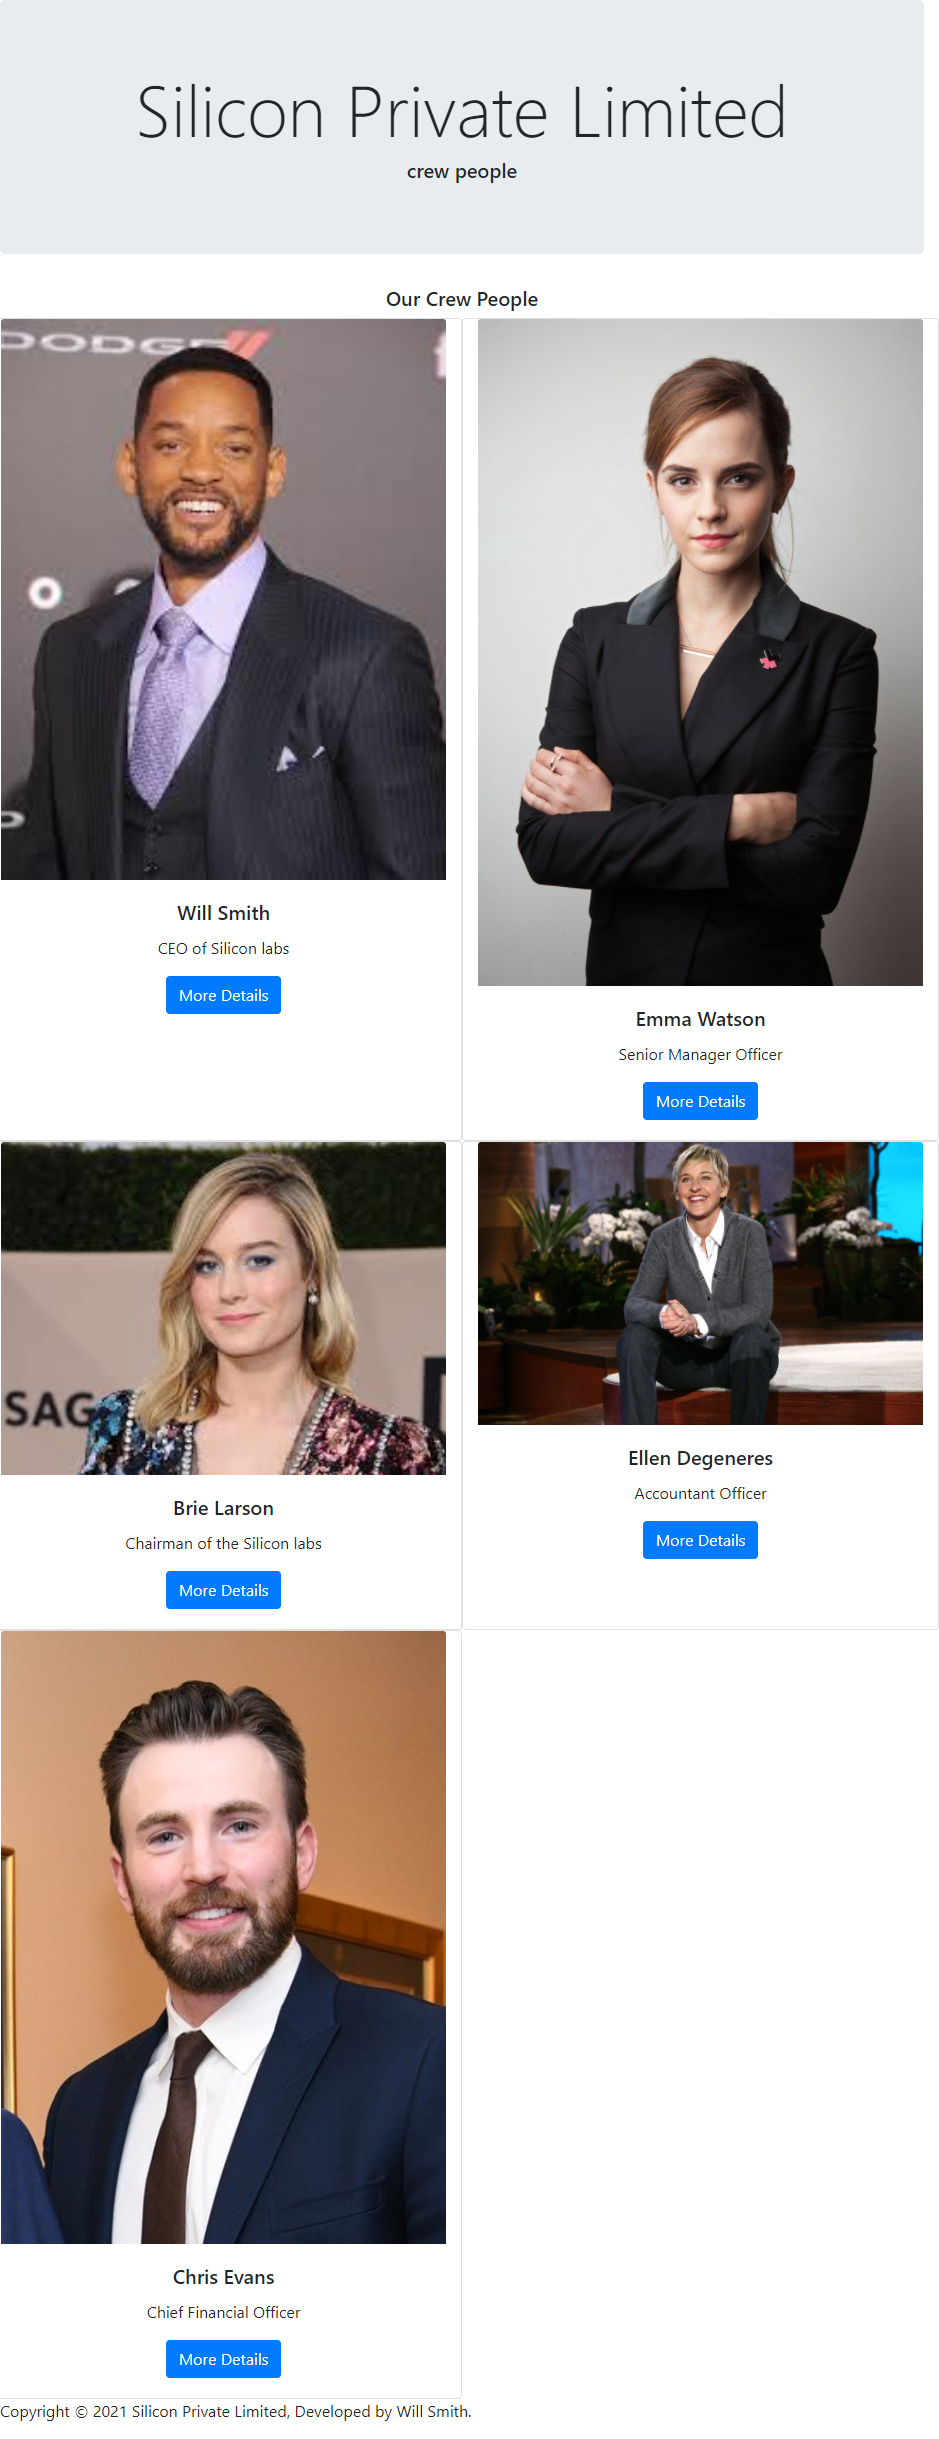 Silicon Private Limited
crew people
Our Crew People
DODGE
Will Smith
CEO of Silicon labs
More Details
Emma Watson
Senior Manager Officer
More Details
SAG
Brie Larson
Chairman of the Silicon labs
More Details
Ellen Degeneres
Accountant Officer
More Details
Chris Evans
Chief Financial Officer
More Details
Copyright © 2021 Silicon Private Limited, Developed by Will Smith.